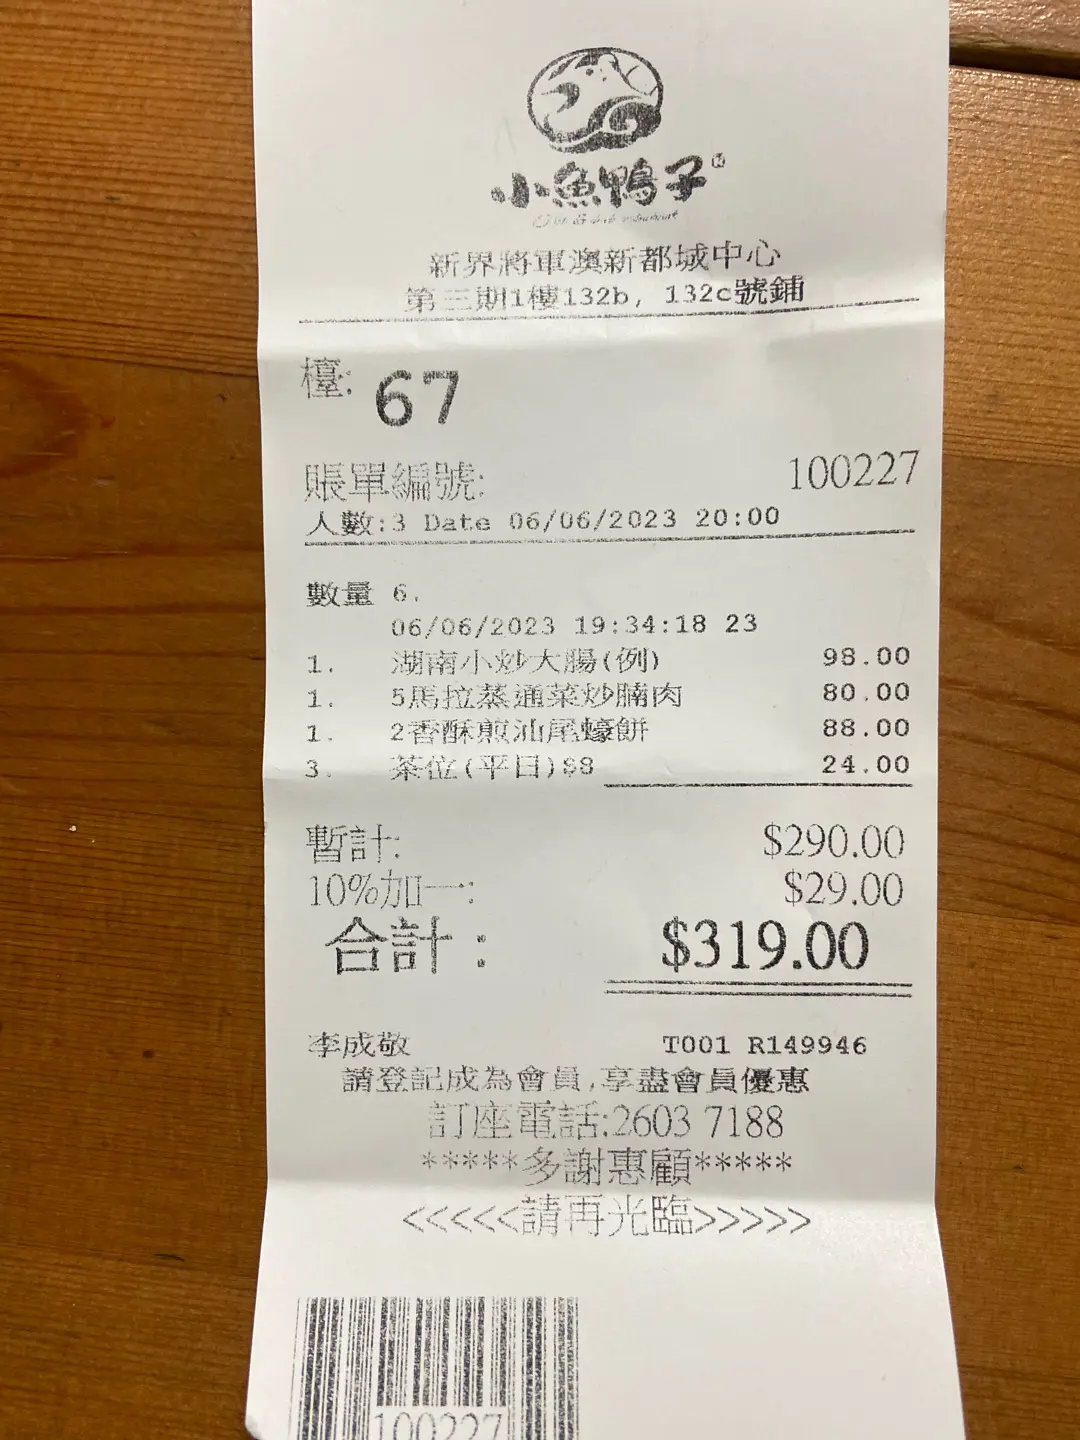 小魚鴨子
新界將軍澳新都城中心
第三期1樓132b, 132c號鋪
檯: 67
賬單編號: 100227
人數:3 Date 06/06/2023 20:00
數量 6.
06/06/2023 19:34:18 23
1. 湖南小炒大腸(例) 98.00
1. 5馬拉蒸通菜炒腩肉 80.00
1. 2香酥煎汕尾蠔餅 88.00
3. 茶位(平日)$8 24.00
暫計: $290.00
10%加一: $29.00
合計: $319.00
李成敬 T001 R149946
請登記成為會員,享盡會員優惠
訂座電話:2603 7188
*****多謝惠顧*****
<<<<<請再光臨>>>>>
100227